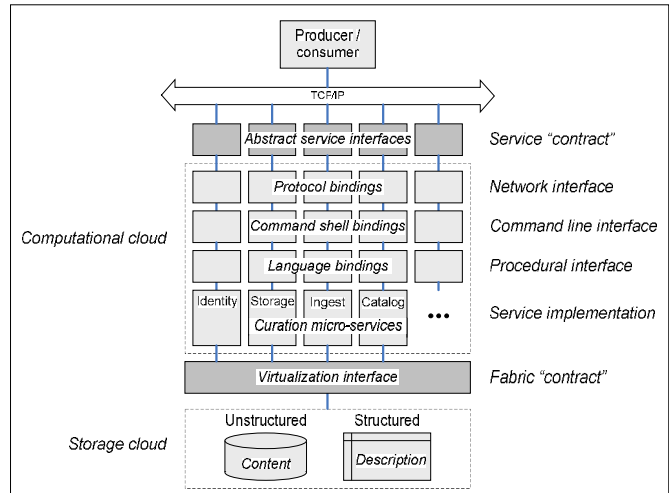 Producer /
consumer
TCP/IP
Abstract service interfaces
Service "contract"
Protocol bindings
Network interface
Computational cloud
Command shell bindings
Command line interface
Language bindings
Procedural interface
Identity
Storage
Ingest
Catalog
•••
Curation micro-services
Service implementation
Virtualization interface
Fabric "contract"
Storage cloud
Unstructured
Structured
Content
Description